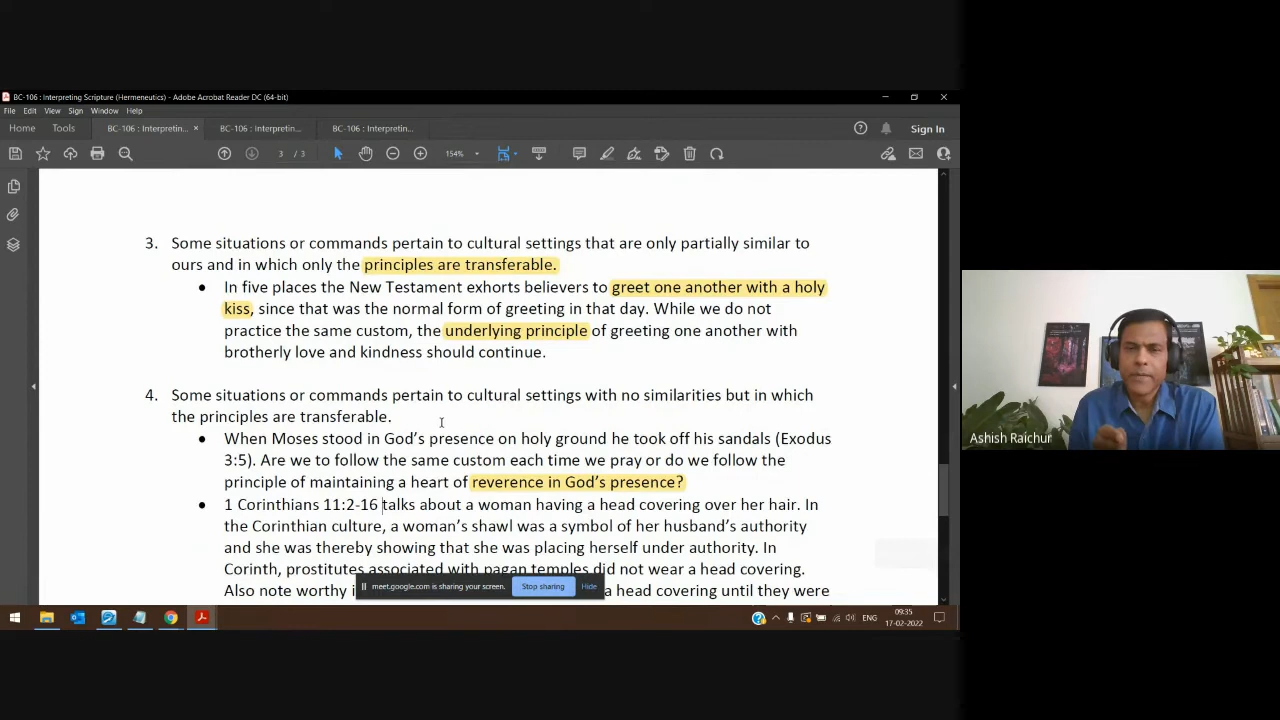 BC-106 : Interpreting Scripture (Hermeneutics) - Adobe Acrobat Reader DC (64-bit)
File Edit View Sign Window Help
Home Tools BC-106 : Interpretin... × BC-106 : Interpretin... BC-106 : Interpretin... Sign In
3 / 3 154%
3. Some situations or commands pertain to cultural settings that are only partially similar to
ours and in which only the principles are transferable.
• In five places the New Testament exhorts believers to greet one another with a holy
kiss, since that was the normal form of greeting in that day. While we do not
practice the same custom, the underlying principle of greeting one another with
brotherly love and kindness should continue.
4. Some situations or commands pertain to cultural settings with no similarities but in which
the principles are transferable.
• When Moses stood in God’s presence on holy ground he took off his sandals (Exodus
3:5). Are we to follow the same custom each time we pray or do we follow the
principle of maintaining a heart of reverence in God’s presence?
• 1 Corinthians 11:2-16 talks about a woman having a head covering over her hair. In
the Corinthian culture, a woman’s shawl was a symbol of her husband’s authority
and she was thereby showing that she was placing herself under authority. In
Corinth, prostitutes associated with pagan temples did not wear a head covering.
Also note worthy i
a head covering until they were
meet.google.com is sharing your screen. Stop sharing Hide
Ashish Raichur
ENG
09:35
17-02-2022